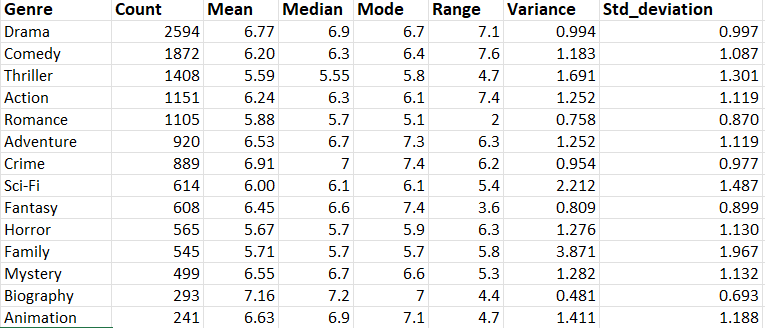 Genre Count Mean Median Mode Range Variance Std_deviation
Drama 2594 6.77 6.9 6.7 7.1 0.994 0.997
Comedy 1872 6.20 6.3 6.4 7.6 1.183 1.087
Thriller 1408 5.59 5.55 5.8 4.7 1.691 1.301
Action 1151 6.24 6.3 6.1 7.4 1.252 1.119
Romance 1105 5.88 5.7 5.1 2 0.758 0.870
Adventure 920 6.53 6.7 7.3 6.3 1.252 1.119
Crime 889 6.91 7 7.4 6.2 0.954 0.977
Sci-Fi 614 6.00 6.1 6.1 5.4 2.212 1.487
Fantasy 608 6.45 6.6 7.4 3.6 0.809 0.899
Horror 565 5.67 5.7 5.9 6.3 1.276 1.130
Family 545 5.71 5.7 5.7 5.8 3.871 1.967
Mystery 499 6.55 6.7 6.6 5.3 1.282 1.132
Biography 293 7.16 7.2 7 4.4 0.481 0.693
Animation 241 6.63 6.9 7.1 4.7 1.411 1.188